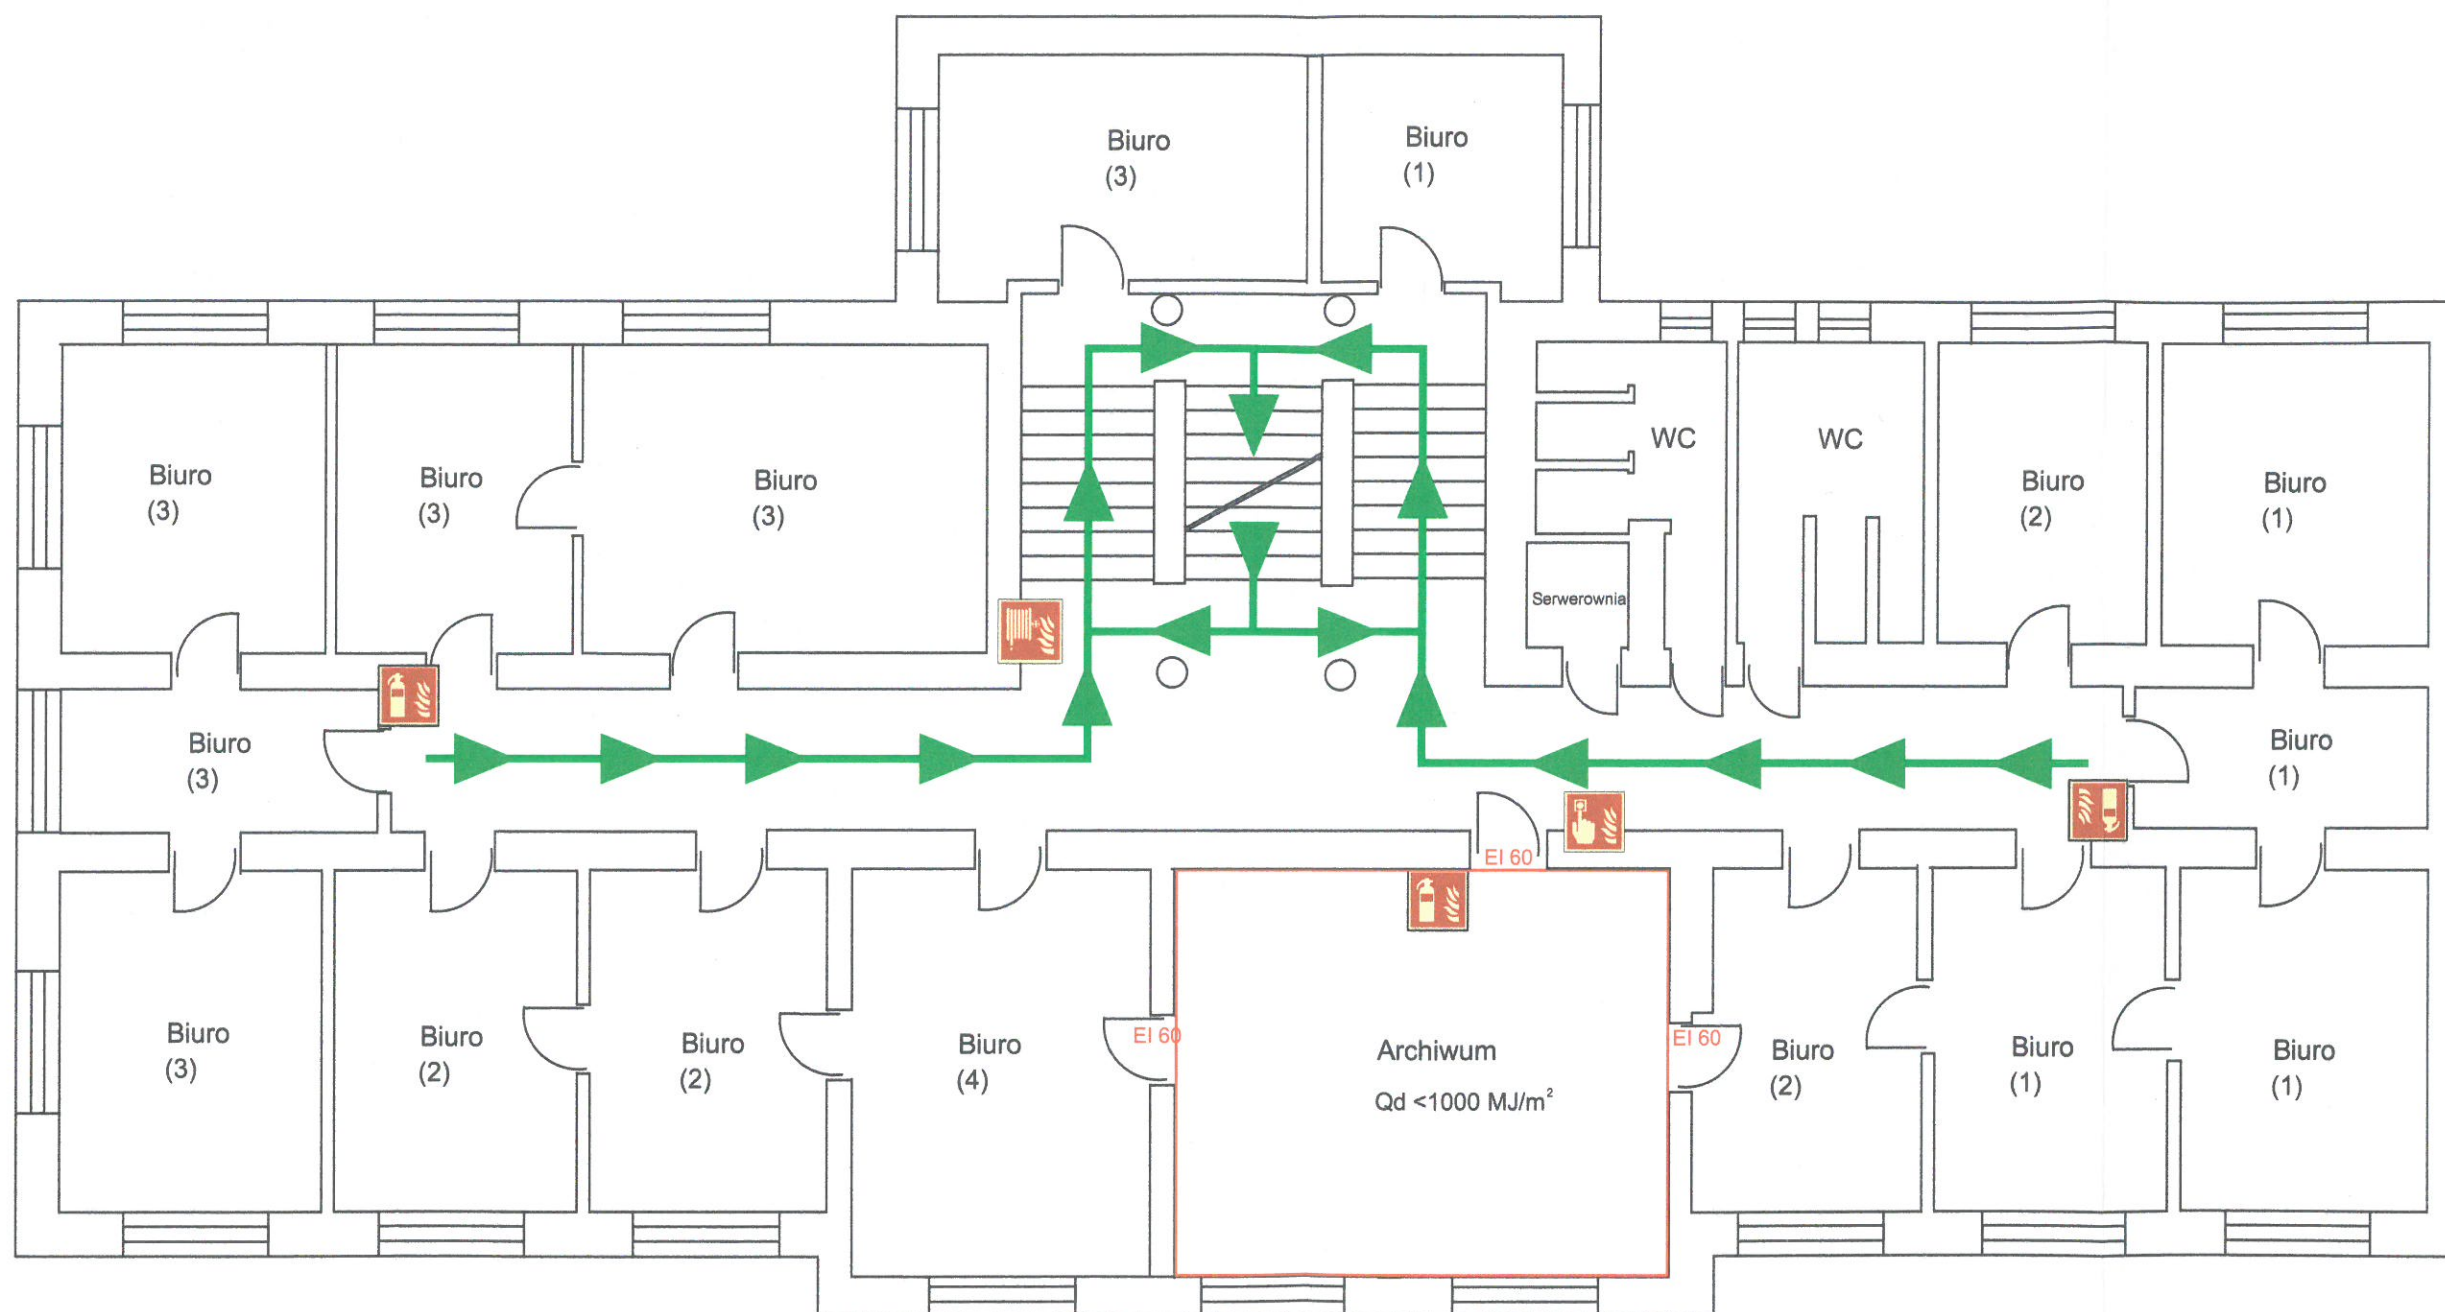 Biuro
(3)
Biuro
(1)
Biuro
(3)
Biuro
(3)
Biuro
(3)
WC
WC
Biuro
(2)
Biuro
(1)
Serwerownia
Biuro
(3)
Biuro
(1)
EI 60
Biuro
(3)
Biuro
(2)
Biuro
(2)
Biuro
(4)
EI 60
Archiwum
Qd <1000 MJ/m²
EI 60
Biuro
(2)
Biuro
(1)
Biuro
(1)